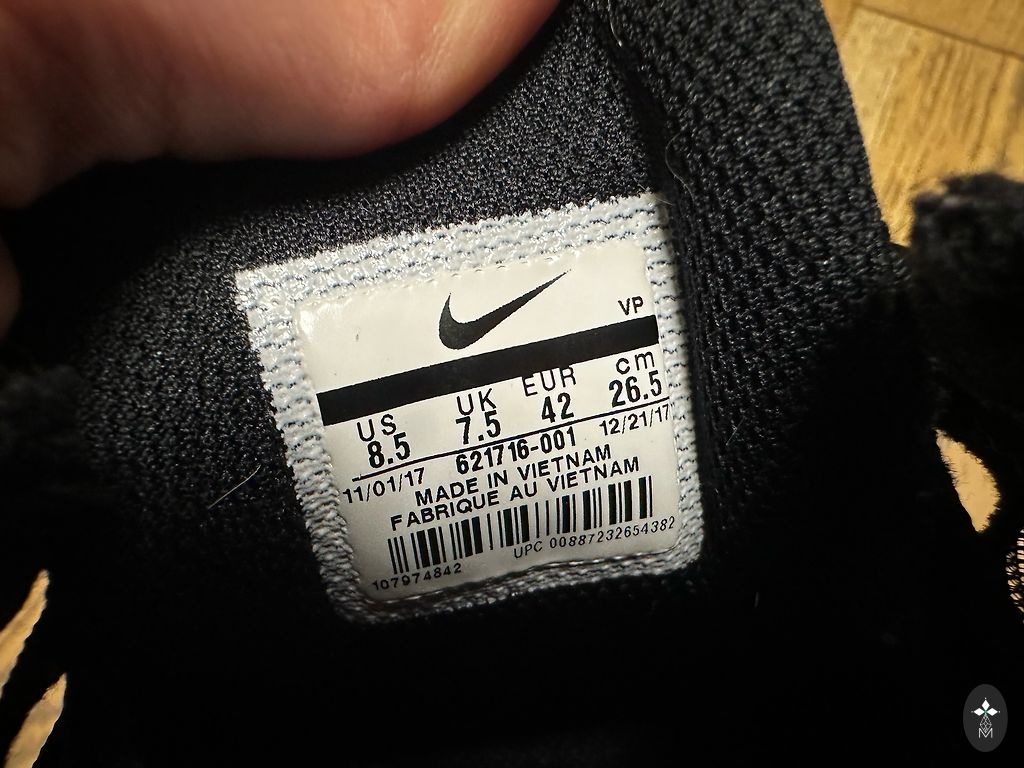 VP
US UK EUR cm
8.5 7.5 42 26.5
11/01/17 621716-001 12/21/17
MADE IN VIETNAM
FABRIQUE AU VIETNAM
107974842 UPC 00887232654382
M